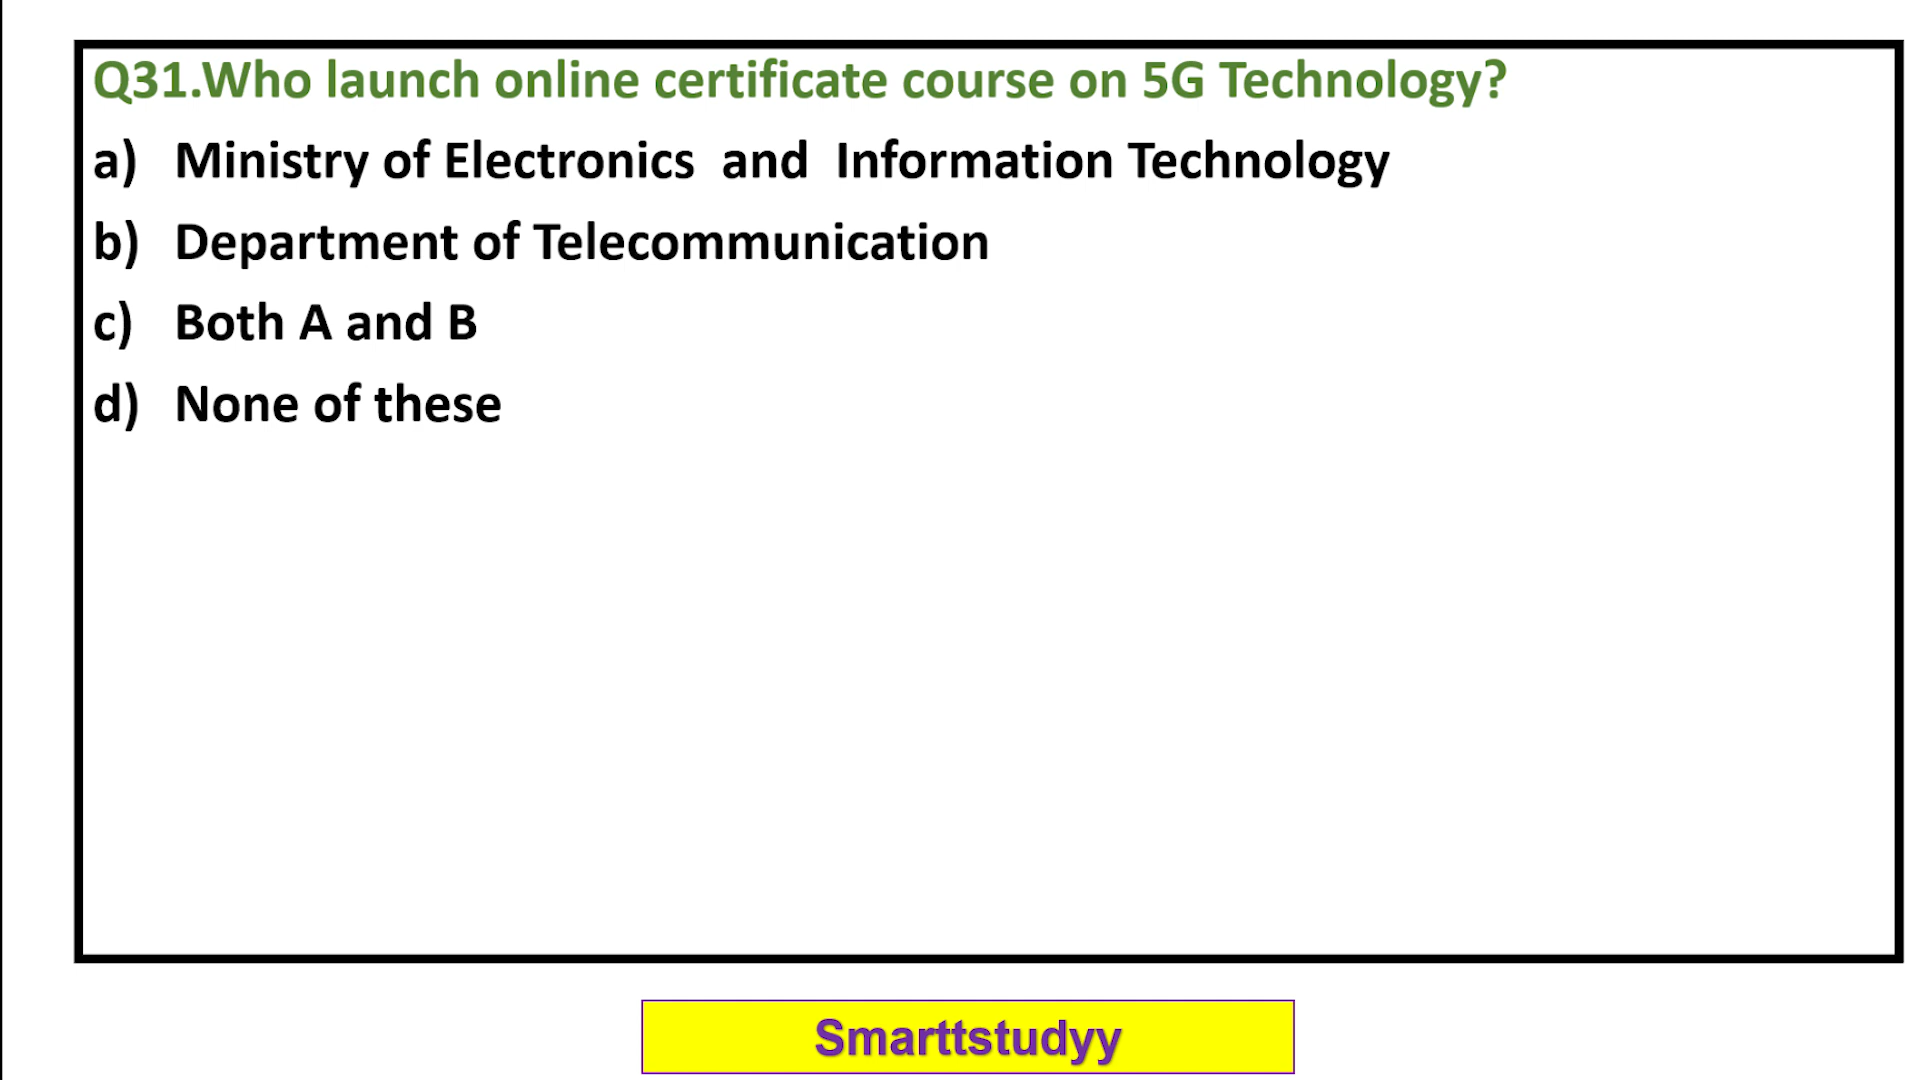 Q31.Who launch online certificate course on 5G Technology?
a) Ministry of Electronics and Information Technology
b) Department of Telecommunication
c) Both A and B
d) None of these
Smarttstudyy